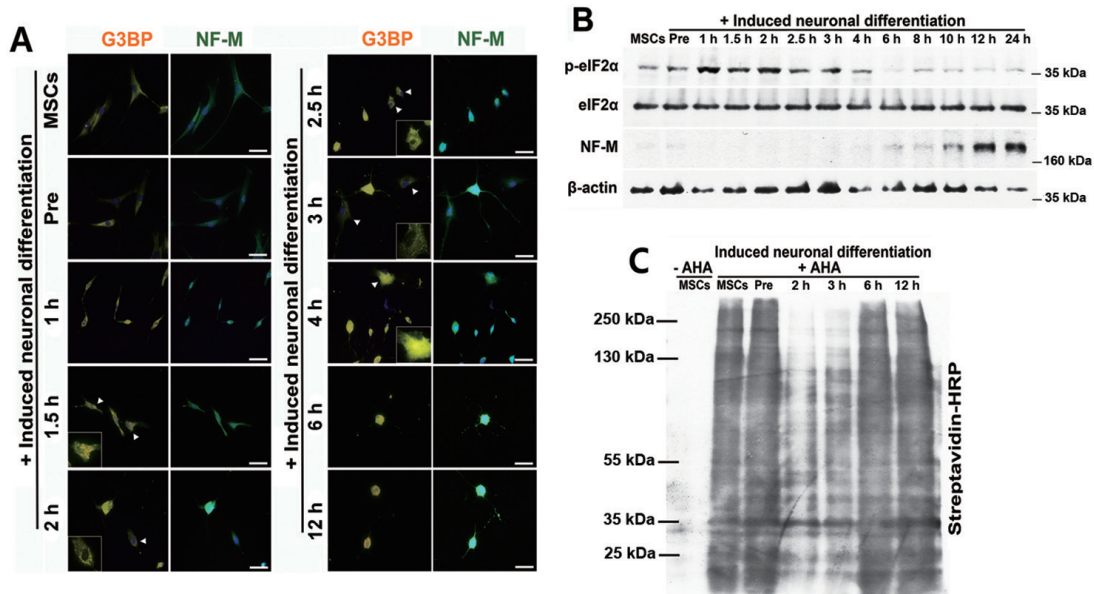 A
G3BP NF-M
G3BP NF-M
+ Induced neuronal differentiation
MSCs
Pre
1 h
1.5 h
2 h
+ Induced neuronal differentiation
2.5 h
3 h
4 h
6 h
12 h
B
+ Induced neuronal differentiation
MSCs Pre 1 h 1.5 h 2 h 2.5 h 3 h 4 h 6 h 8 h 10 h 12 h 24 h
p-eIF2α
35 kDa
eIF2α
35 kDa
NF-M
160 kDa
β-actin
35 kDa
C
Induced neuronal differentiation
- AHA + AHA
MSCs MSCs Pre 2 h 3 h 6 h 12 h
250 kDa
130 kDa
55 kDa
35 kDa
25 kDa
Streptavidin-HRP